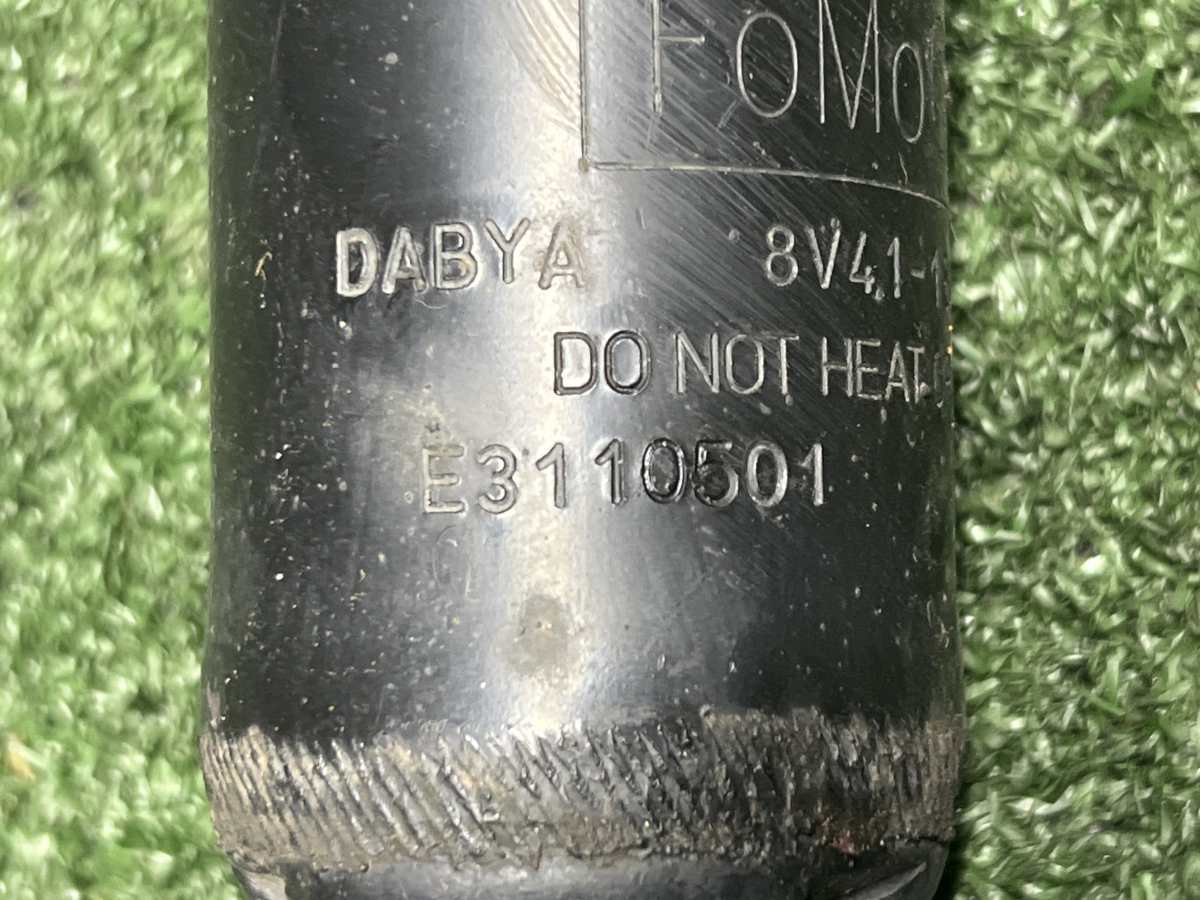 FoMo
DABYA 8V41-1
DO NOT HEAT
E3110501